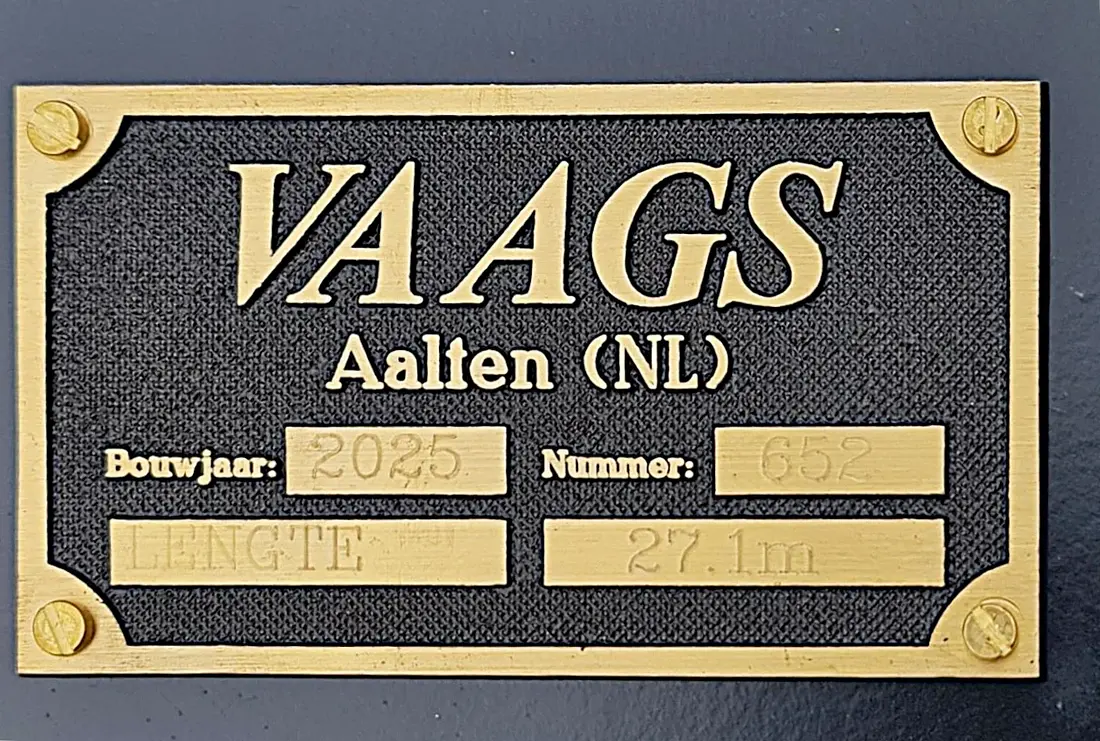 VAAGS
Aalten (NL)
Bouwjaar: 2025 Nummer: 652
LENGTE 27.1m